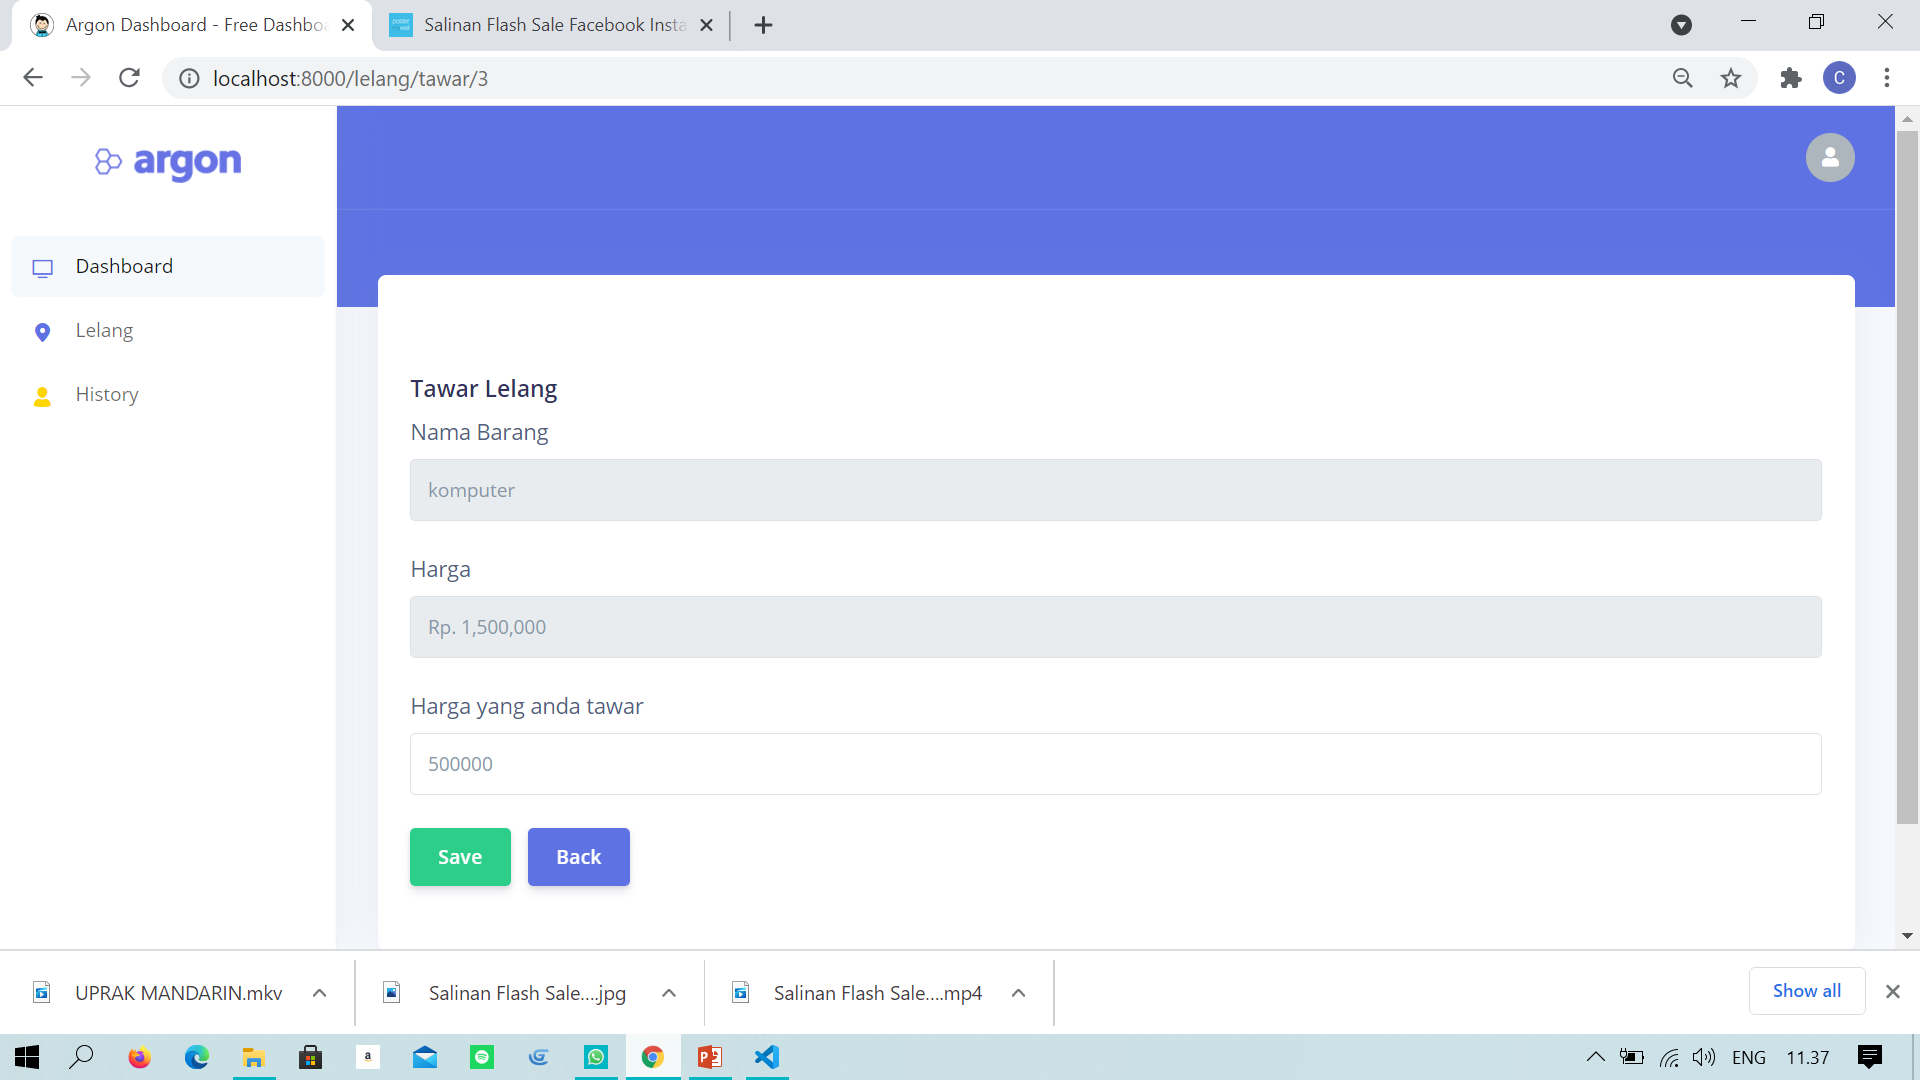 Argon Dashboard - Free Dashbo
Salinan Flash Sale Facebook Insta
localhost:8000/lelang/tawar/3
C
argon
Dashboard
Lelang
History
Tawar Lelang
Nama Barang
komputer
Harga
Rp. 1,500,000
Harga yang anda tawar
500000
Save
Back
UPRAK MANDARIN.mkv
Salinan Flash Sale....jpg
Salinan Flash Sale....mp4
Show all
a
ENG
11.37